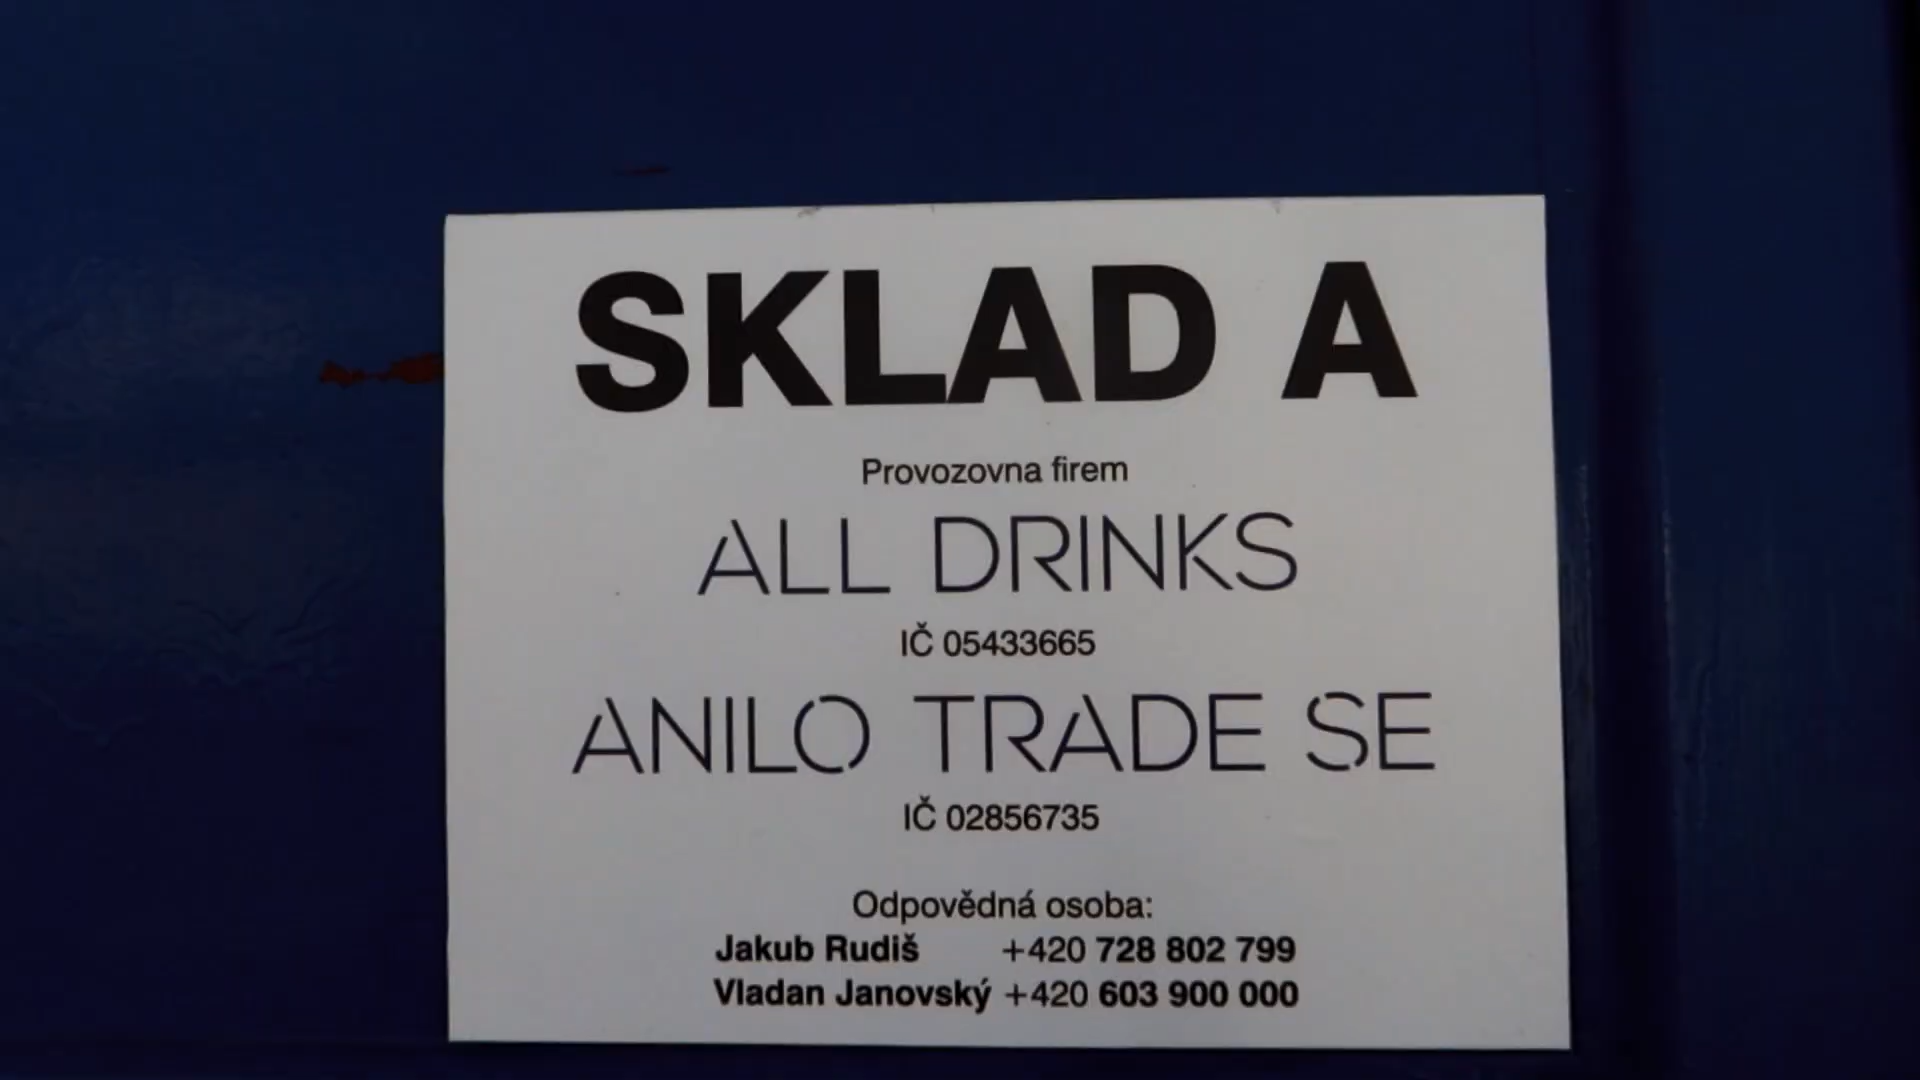 SKLAD A
Provozovna firem
ALL DRINKS
IČ 05433665
ANILO TRADE SE
IČ 02856735
Odpovědná osoba:
Jakub Rudiš +420 728 802 799
Vladan Janovský +420 603 900 000